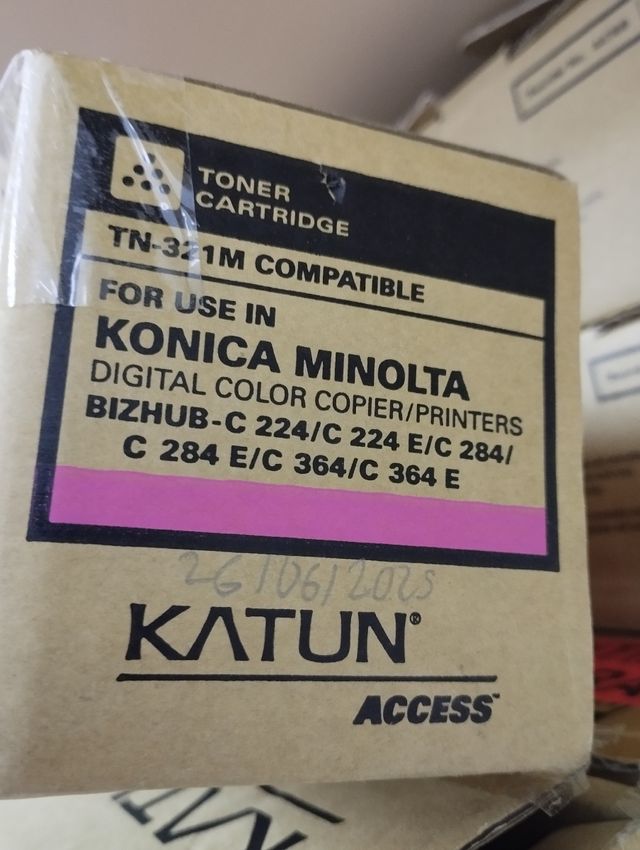 TONER
CARTRIDGE
TN-321M COMPATIBLE
FOR USE IN
KONICA MINOLTA
DIGITAL COLOR COPIER/PRINTERS
BIZHUB-C 224/C 224 E/C 284/
C 284 E/C 364/C 364 E
26/06/2025
KATUN®
ACCESS™